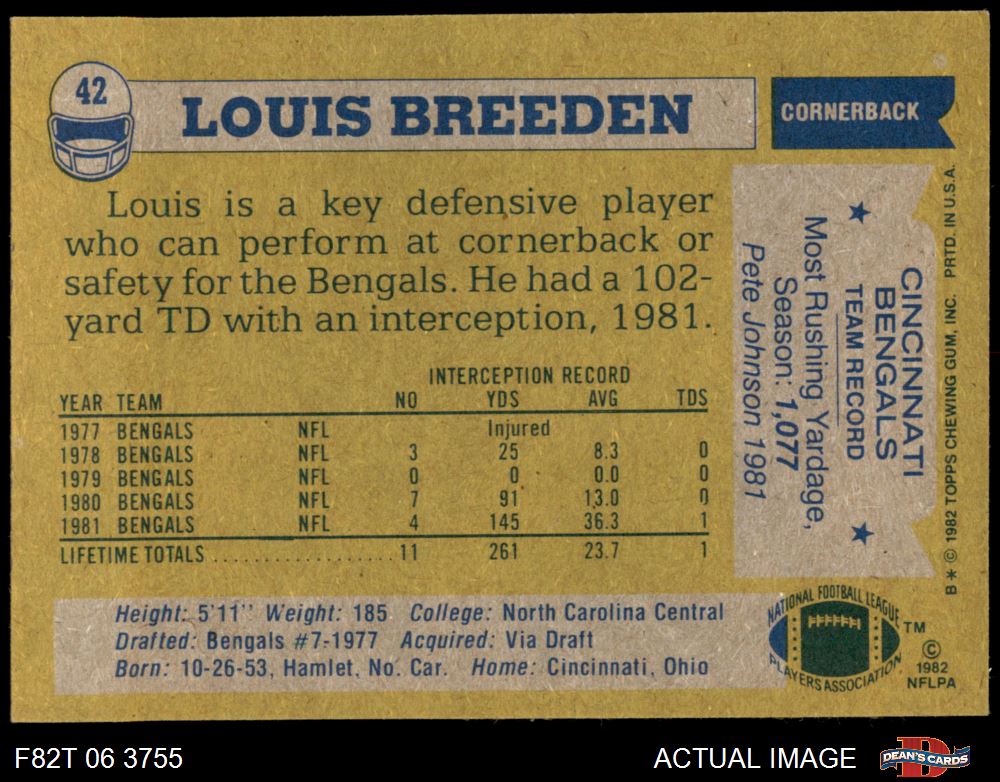 42
LOUIS BREEDEN
CORNERBACK
Louis is a key defensive player
who can perform at cornerback or
safety for the Bengals. He had a 102-
yard TD with an interception, 1981.
INTERCEPTION RECORD
YEAR TEAM NO YDS AVG TDS
1977 BENGALS NFL Injured
1978 BENGALS NFL 3 25 8.3 0
1979 BENGALS NFL 0 0 0.0 0
1980 BENGALS NFL 7 91 13.0 0
1981 BENGALS NFL 4 145 36.3 1
LIFETIME TOTALS .................. 11 261 23.7 1
CINCINNATI
BENGALS
TEAM RECORD
★ Most Rushing Yardage, ★
Season: 1,077
Pete Johnson 1981
B * © 1982 TOPPS CHEWING GUM, INC. PRTD. IN U.S.A.
Height: 5'11" Weight: 185 College: North Carolina Central
Drafted: Bengals #7-1977 Acquired: Via Draft
Born: 10-26-53, Hamlet, No. Car. Home: Cincinnati, Ohio
NATIONAL FOOTBALL LEAGUE
PLAYERS ASSOCIATION
TM
©
1982
NFLPA
F82T 06 3755
ACTUAL IMAGE
DEAN'S CARDS